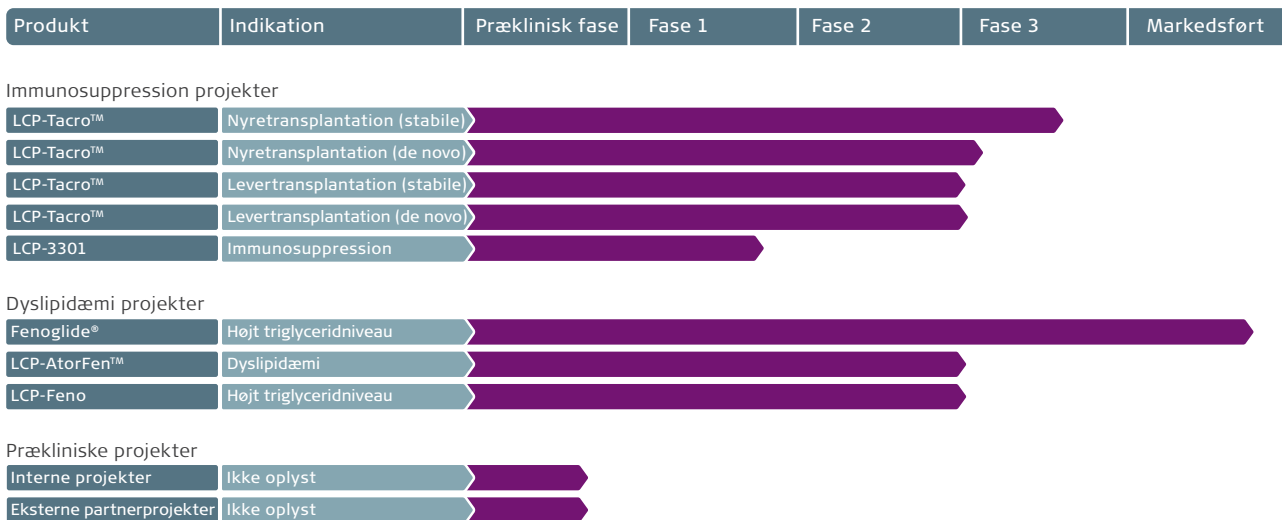 Produkt Indikation Præklinisk fase Fase 1 Fase 2 Fase 3 Markedsført
Immunosuppression projekter
LCP-Tacro™ Nyretransplantation (stabile)
LCP-Tacro™ Nyretransplantation (de novo)
LCP-Tacro™ Levertransplantation (stabile)
LCP-Tacro™ Levertransplantation (de novo)
LCP-3301 Immunosuppression
Dyslipidæmi projekter
Fenoglide® Højt triglyceridniveau
LCP-AtorFen™ Dyslipidæmi
LCP-Feno Højt triglyceridniveau
Prækliniske projekter
Interne projekter Ikke oplyst
Eksterne partnerprojekter Ikke oplyst